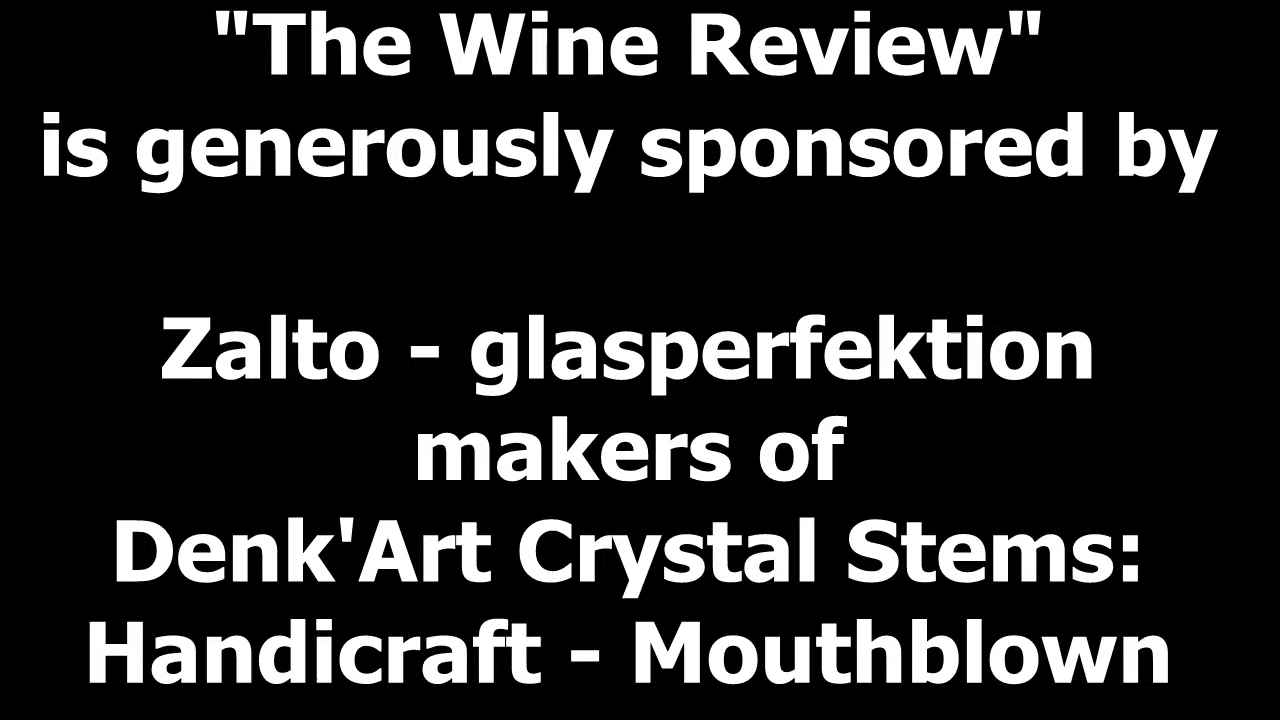 "The Wine Review"
is generously sponsored by
Zalto - glasperfektion
makers of
Denk'Art Crystal Stems:
Handicraft - Mouthblown